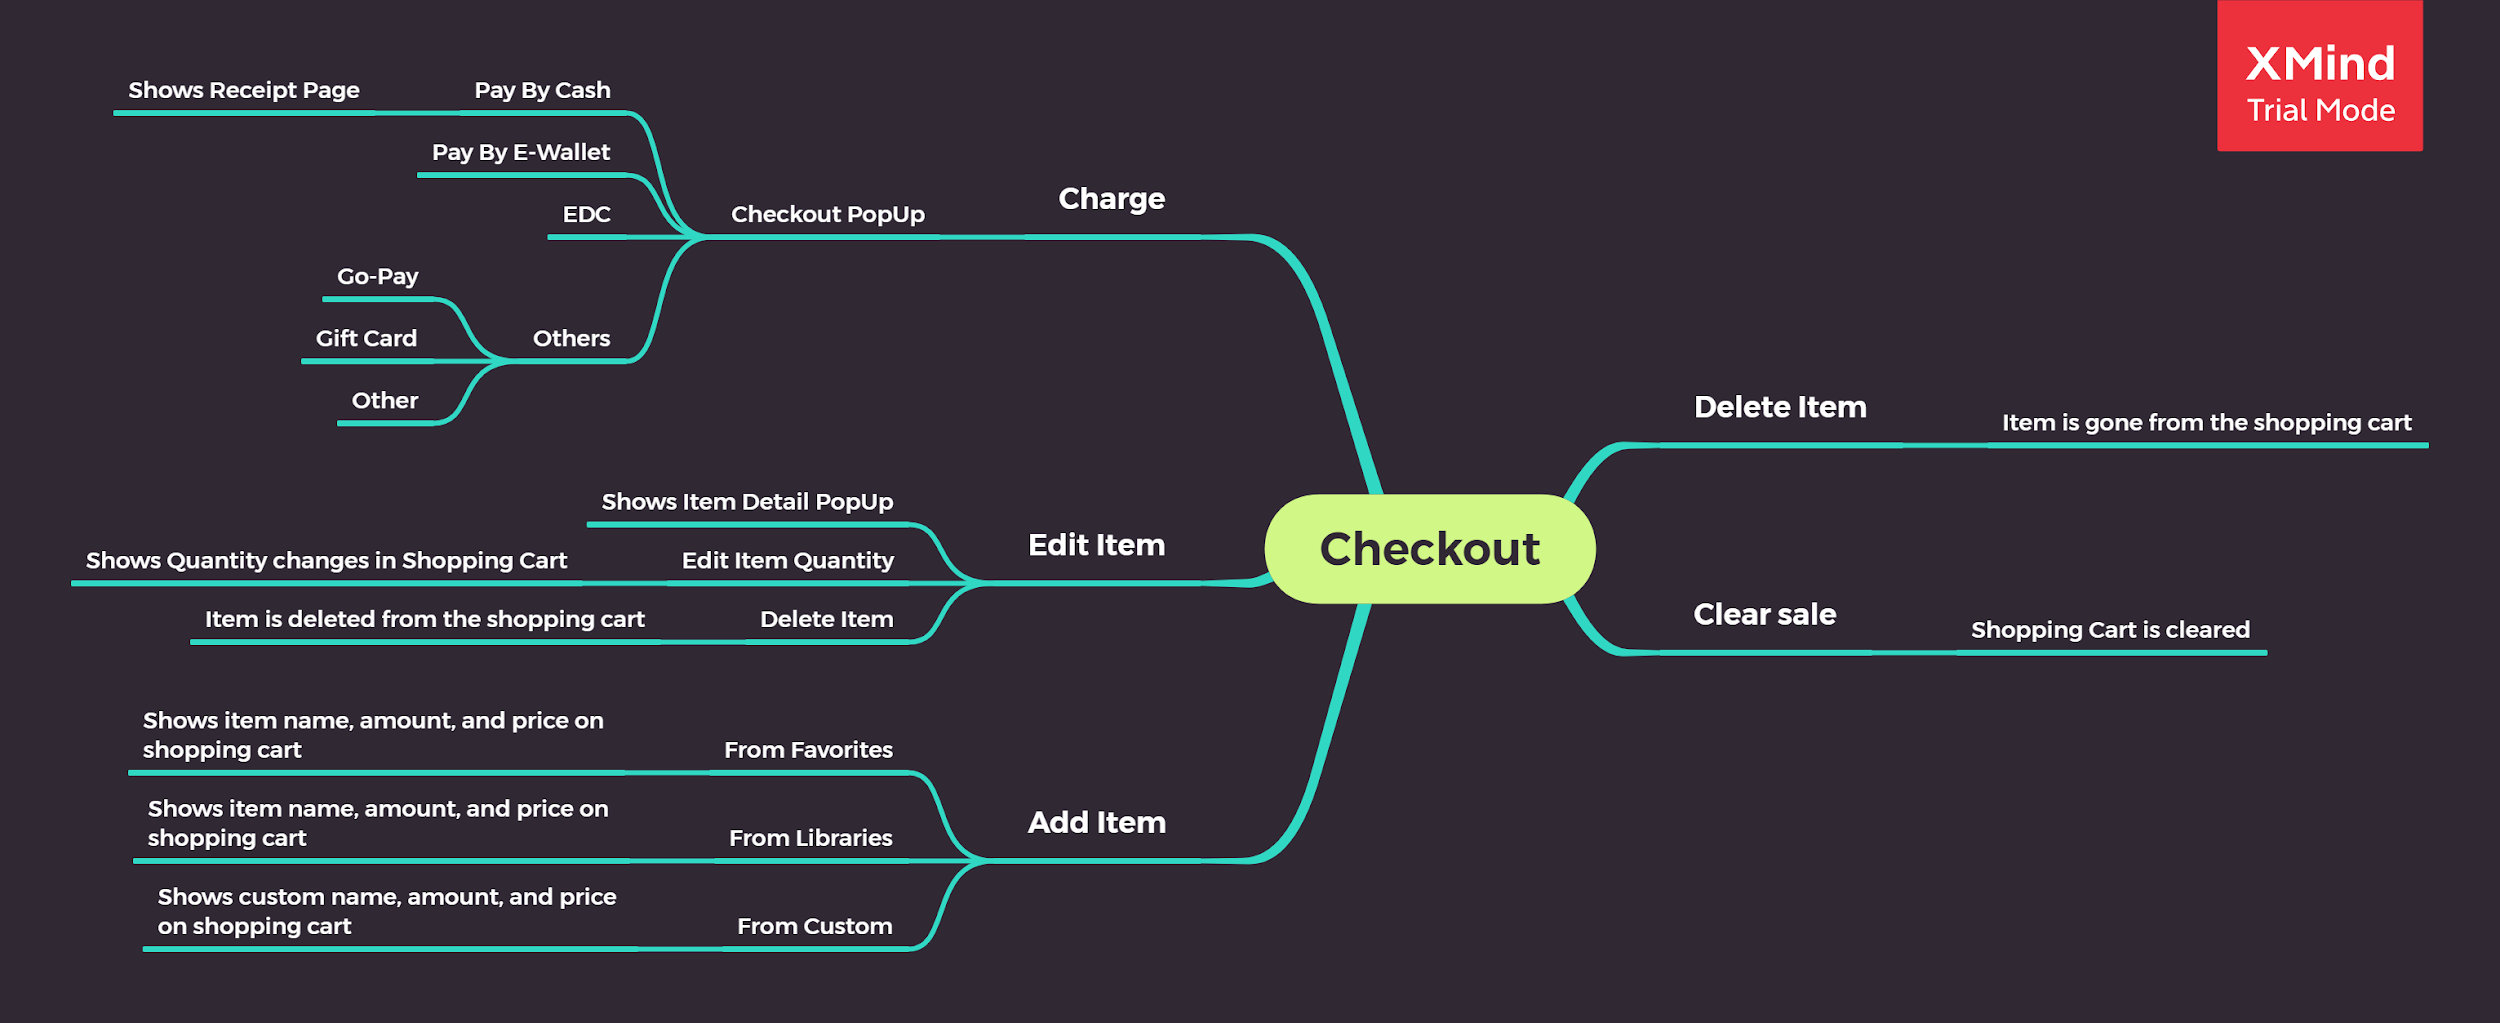 XMind
Trial Mode
Shows Receipt Page
Pay By Cash
Pay By E-Wallet
EDC
Checkout PopUp
Charge
Go-Pay
Gift Card
Others
Other
Delete Item
Item is gone from the shopping cart
Shows Item Detail PopUp
Shows Quantity changes in Shopping Cart
Edit Item Quantity
Edit Item
Item is deleted from the shopping cart
Delete Item
Checkout
Clear sale
Shopping Cart is cleared
Shows item name, amount, and price on
shopping cart
From Favorites
Shows item name, amount, and price on
shopping cart
From Libraries
Add Item
Shows custom name, amount, and price
on shopping cart
From Custom